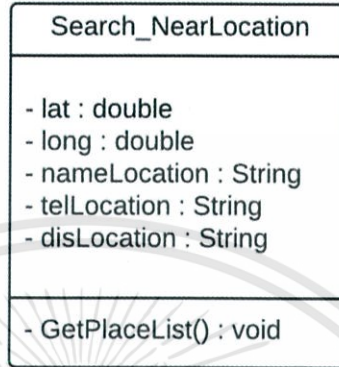 Search_NearLocation
- lat : double
- long : double
- nameLocation : String
- telLocation : String
- disLocation : String
- GetPlaceList() : void